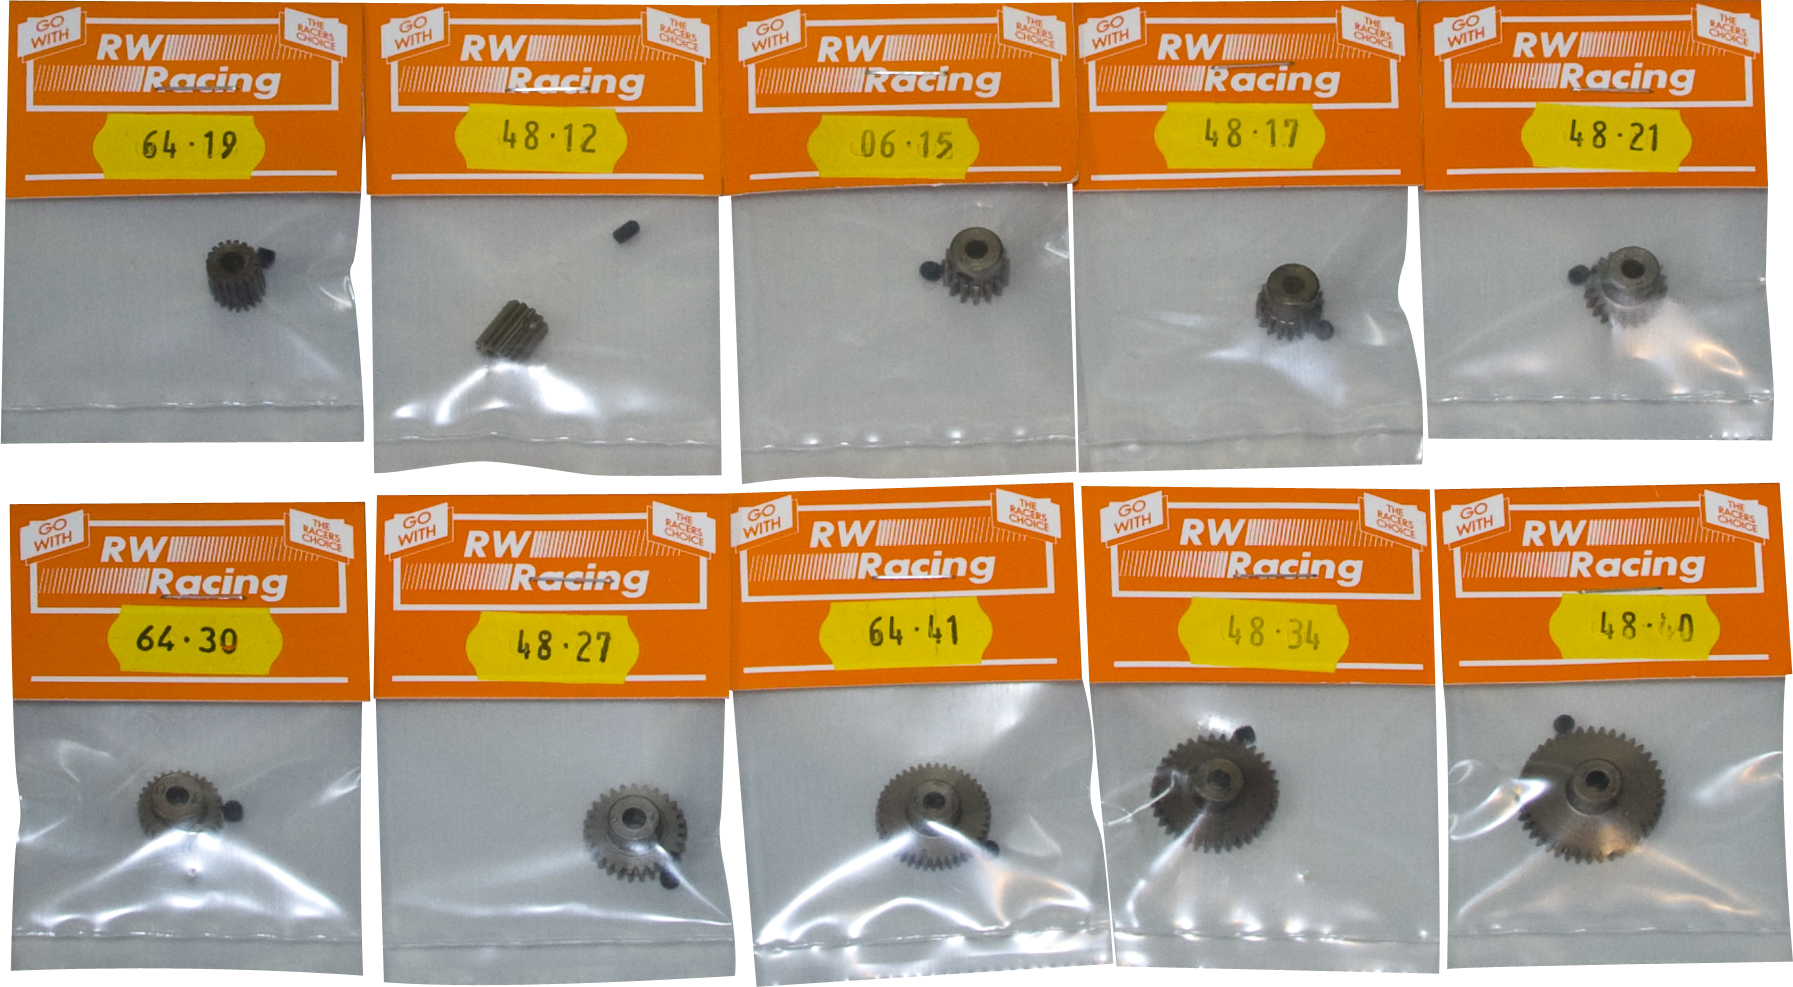 GO
WITH
THE
RACERS
CHOICE
RW
Racing
64·19
GO
WITH
THE
RACERS
CHOICE
RW
Racing
48·12
GO
WITH
THE
RACERS
CHOICE
RW
Racing
06·15
GO
WITH
THE
RACERS
CHOICE
RW
Racing
48·17
GO
WITH
THE
RACERS
CHOICE
RW
Racing
48·21
GO
WITH
THE
RACERS
CHOICE
RW
Racing
64·30
GO
WITH
THE
RACERS
CHOICE
RW
Racing
48·27
GO
WITH
THE
RACERS
CHOICE
RW
Racing
64·41
GO
WITH
THE
RACERS
CHOICE
RW
Racing
48·34
GO
WITH
THE
RACERS
CHOICE
RW
Racing
48·40